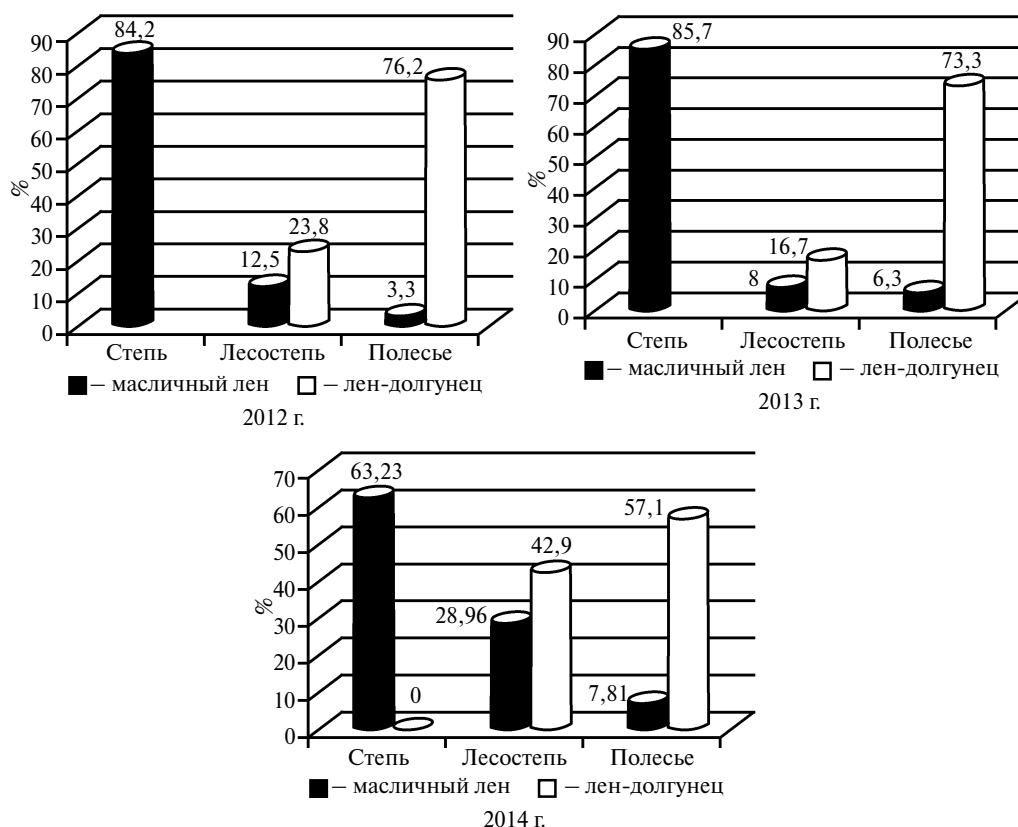 84,2
90
80
70
60
50
40
30
20
10
0
%
12,5
23,8
3,3
76,2
Степь
Лесостепь
Полесье
– масличный лен
– лен-долгунец
2012 г.
85,7
90
80
70
60
50
40
30
20
10
0
%
8
16,7
6,3
73,3
Степь
Лесостепь
Полесье
– масличный лен
– лен-долгунец
2013 г.
63,23
70
60
50
40
30
20
10
0
%
0
28,96
42,9
7,81
57,1
Степь
Лесостепь
Полесье
– масличный лен
– лен-долгунец
2014 г.